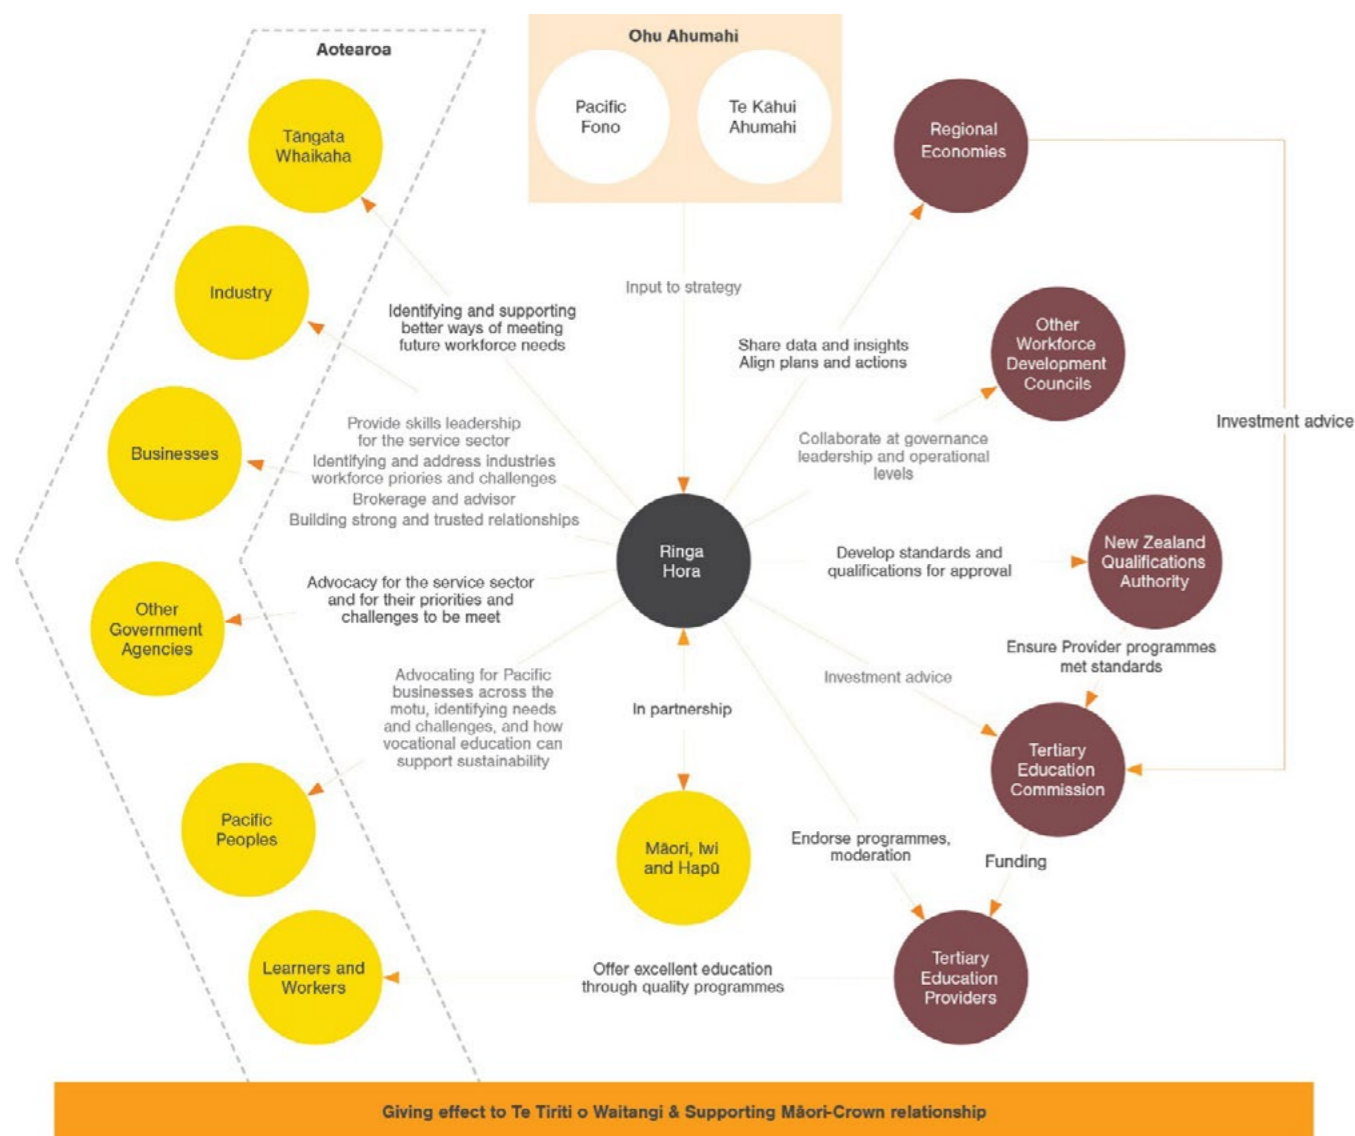 Aotearoa
Tāngata
Whaikaha
Industry
Businesses
Other
Government
Agencies
Pacific
Peoples
Learners and
Workers
Ohu Ahumahi
Pacific
Fono
Te Kāhui
Ahumahi
Input to strategy
Identifying and supporting
better ways of meeting
future workforce needs
Provide skills leadership
for the service sector
Identifying and address industries
workforce priories and challenges
Brokerage and advisor
Building strong and trusted relationships
Advocacy for the service sector
and for their priorities and
challenges to be meet
Advocating for Pacific
businesses across the
motu, identifying needs
and challenges, and how
vocational education can
support sustainability
Ringa
Hora
In partnership
Māori, Iwi
and Hapū
Share data and insights
Align plans and actions
Collaborate at governance
leadership and operational
levels
Develop standards and
qualifications for approval
Investment advice
Endorse programmes,
moderation
Regional
Economies
Other
Workforce
Development
Councils
Investment advice
New Zealand
Qualifications
Authority
Ensure Provider programmes
met standards
Tertiary
Education
Commission
Funding
Tertiary
Education
Providers
Offer excellent education
through quality programmes
Giving effect to Te Tiriti o Waitangi & Supporting Māori-Crown relationship